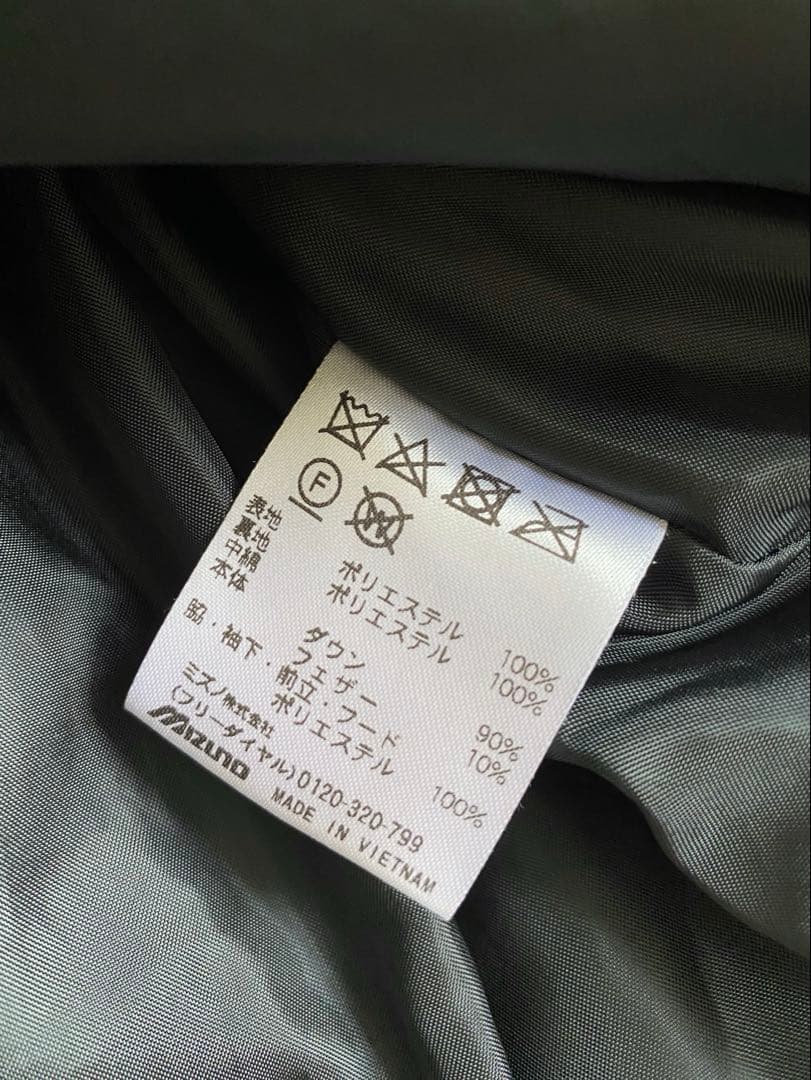 F
W
表地 ポリエステル 100%
裏地 ポリエステル 100%
中綿
本体 ダウン 90%
フェザー 10%
脇・袖下・前立・フード
ポリエステル 100%
ミズノ株式会社
(フリーダイヤル)0120-320-799
MIZUNO MADE IN VIETNAM